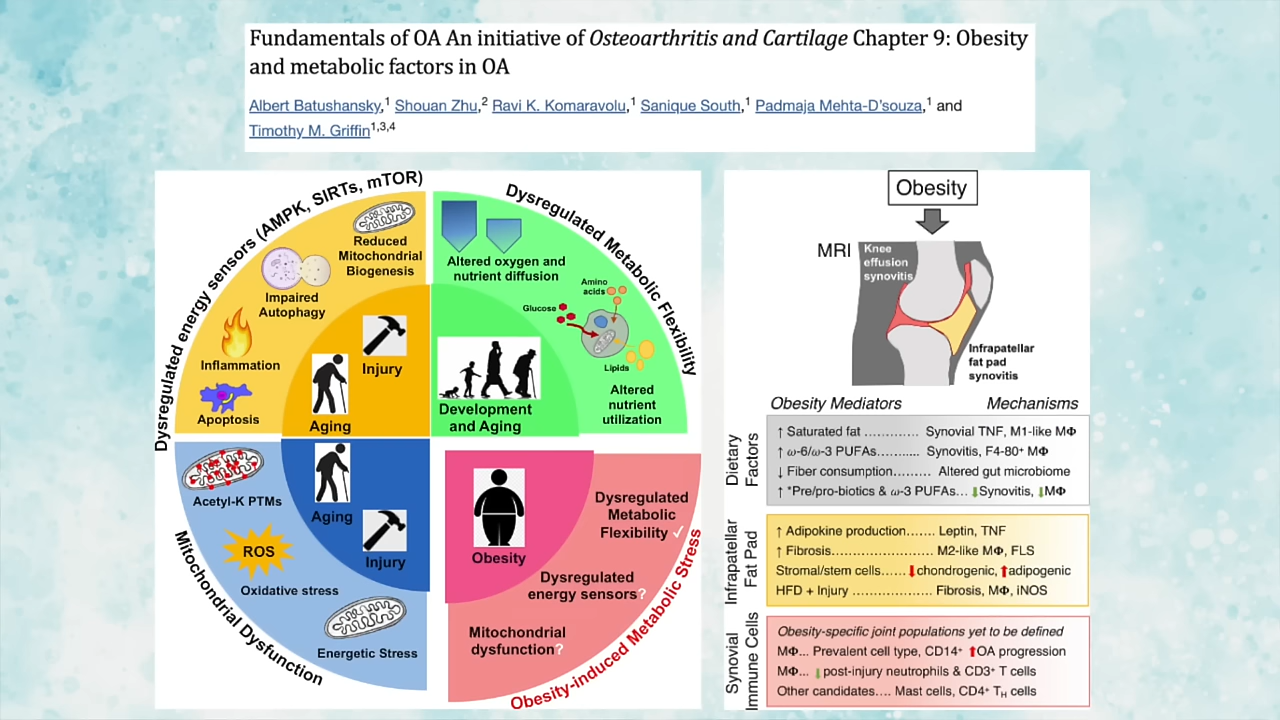 Fundamentals of OA An initiative of Osteoarthritis and Cartilage Chapter 9: Obesity
and metabolic factors in OA
Albert Batushansky,¹ Shouan Zhu,² Ravi K. Komaravolu,¹ Sanique South,¹ Padmaja Mehta-D'souza,¹ and
Timothy M. Griffin¹,³,⁴
Dysregulated energy sensors (AMPK, SIRTs, mTOR)
Reduced
Mitochondrial
Biogenesis
Impaired
Autophagy
Inflammation
Apoptosis
Injury
Aging
Dysregulated Metabolic Flexibility
Altered oxygen and
nutrient diffusion
Amino
acids
Glucose
Lipids
Altered
nutrient
utilization
Development
and Aging
Mitochondrial Dysfunction
Acetyl-K PTMs
ROS
Oxidative stress
Energetic Stress
Aging
Injury
Obesity
Dysregulated
Metabolic
Flexibility ✓
Dysregulated
energy sensors?
Mitochondrial
dysfunction?
Obesity-induced Metabolic Stress
Obesity
MRI
Knee
effusion
synovitis
Infrapatellar
fat pad
synovitis
Obesity Mediators Mechanisms
Dietary
Factors
↑ Saturated fat ............. Synovial TNF, M1-like MΦ
↑ ω-6/ω-3 PUFAs.......... Synovitis, F4-80⁺ MΦ
↓ Fiber consumption......... Altered gut microbiome
↑ *Pre/pro-biotics & ω-3 PUFAs... ↓Synovitis, ↓MΦ
Infrapatellar
Fat Pad
↑ Adipokine production....... Leptin, TNF
↑ Fibrosis........................ M2-like MΦ, FLS
Stromal/stem cells...... ↓chondrogenic, ↑adipogenic
HFD + Injury ................... Fibrosis, MΦ, iNOS
Synovial
Immune Cells
Obesity-specific joint populations yet to be defined
MΦ... Prevalent cell type, CD14⁺ ↑OA progression
MΦ... ↓post-injury neutrophils & CD3⁺ T cells
Other candidates.... Mast cells, CD4⁺ T_H cells